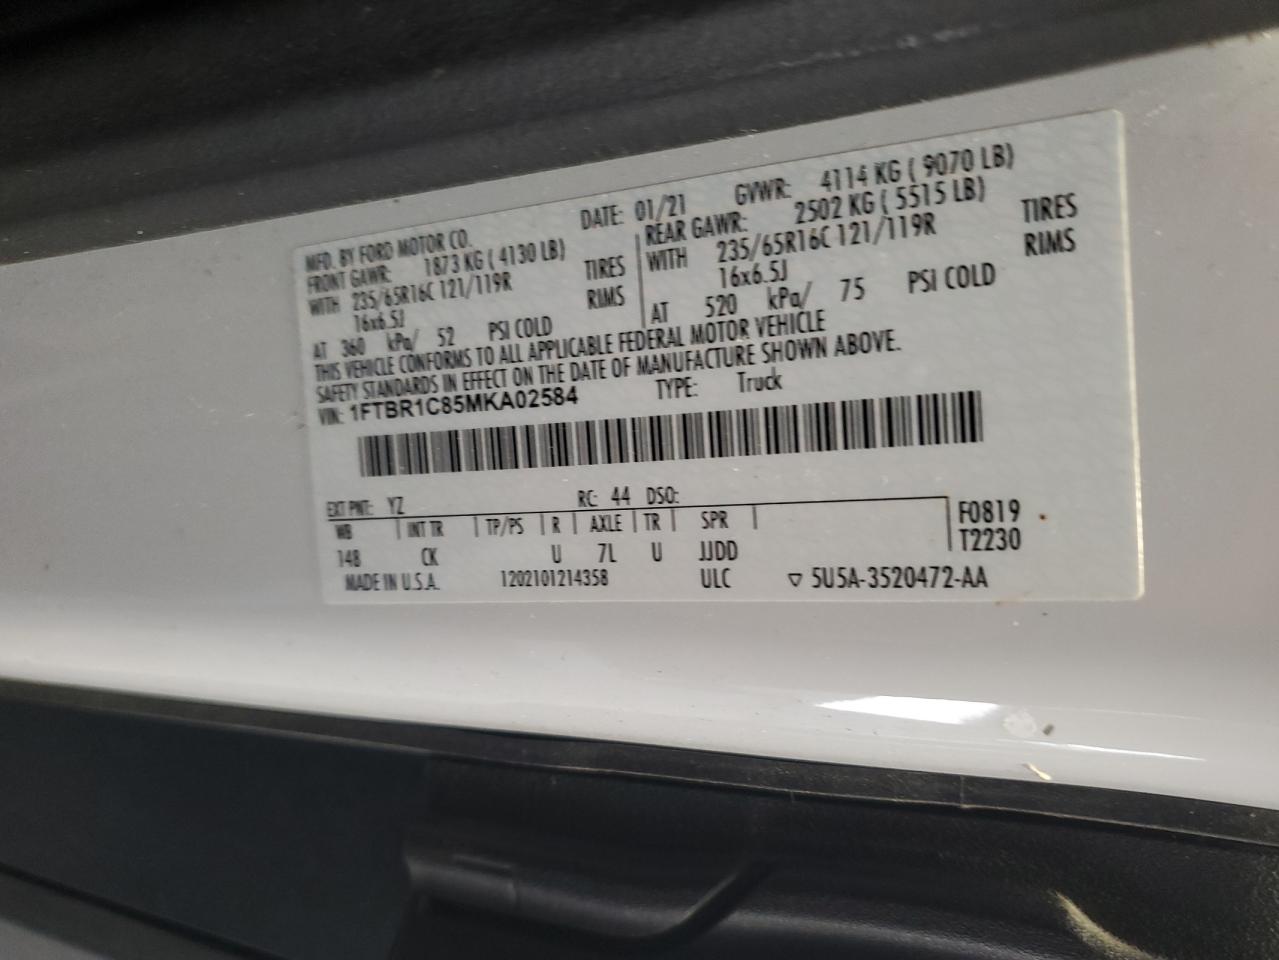 MFD. BY FORD MOTOR CO. DATE: 01/21 GVWR: 4114 KG ( 9070 LB)
FRONT GAWR: 1873 KG ( 4130 LB)
WITH 235/65R16C 121/119R TIRES
16x6.5J RIMS
AT 360 kPa/ 52 PSI COLD
REAR GAWR: 2502 KG ( 5515 LB)
WITH 235/65R16C 121/119R TIRES
16x6.5J RIMS
AT 520 kPa/ 75 PSI COLD
THIS VEHICLE CONFORMS TO ALL APPLICABLE FEDERAL MOTOR VEHICLE
SAFETY STANDARDS IN EFFECT ON THE DATE OF MANUFACTURE SHOWN ABOVE.
VIN: 1FTBR1C85MKA02584 TYPE: Truck
EXT PNT: YZ RC: 44 DSO:
WB INT TR TP/PS R AXLE TR SPR F0819
148 CK U 7L U JJDD T2230
MADE IN U.S.A. 1202101214358 ULC ▽ 5U5A-3520472-AA